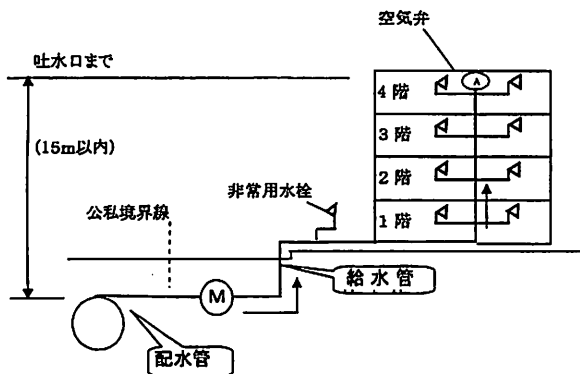 空気弁
吐水口まで
A
4 階
(15m以内)
3 階
非常用水栓
2 階
公私境界線
1 階
給 水 管
M
配水管